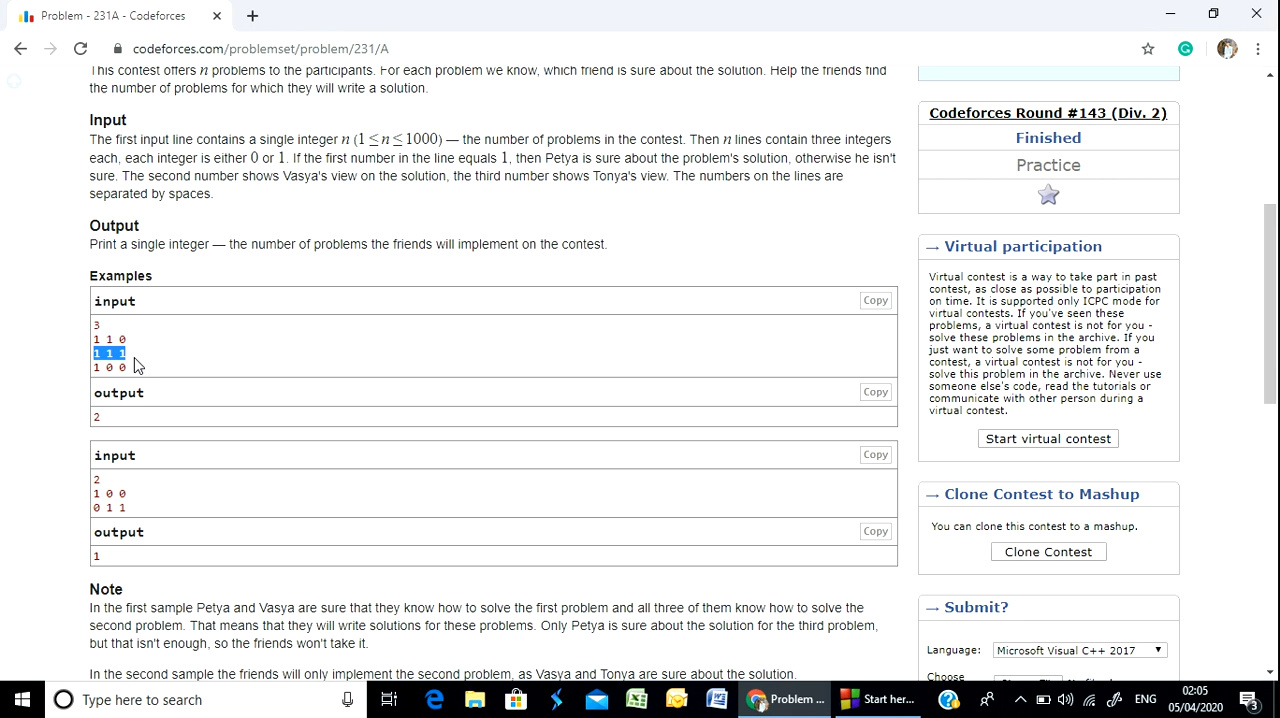 Problem - 231A - Codeforces
codeforces.com/problemset/problem/231/A
This contest offers n problems to the participants. For each problem we know, which friend is sure about the solution. Help the friends find
the number of problems for which they will write a solution.
Input
The first input line contains a single integer n (1 ≤ n ≤ 1000) — the number of problems in the contest. Then n lines contain three integers
each, each integer is either 0 or 1. If the first number in the line equals 1, then Petya is sure about the problem's solution, otherwise he isn't
sure. The second number shows Vasya's view on the solution, the third number shows Tonya's view. The numbers on the lines are
separated by spaces.
Output
Print a single integer — the number of problems the friends will implement on the contest.
Examples
input
Copy
3
1 1 0
1 1 1
1 0 0
output
Copy
2
input
Copy
2
1 0 0
0 1 1
output
Copy
1
Note
In the first sample Petya and Vasya are sure that they know how to solve the first problem and all three of them know how to solve the
second problem. That means that they will write solutions for these problems. Only Petya is sure about the solution for the third problem,
but that isn't enough, so the friends won't take it.
In the second sample the friends will only implement the second problem, as Vasya and Tonya are sure about the solution.
Codeforces Round #143 (Div. 2)
Finished
Practice
→ Virtual participation
Virtual contest is a way to take part in past
contest, as close as possible to participation
on time. It is supported only ICPC mode for
virtual contests. If you've seen these
problems, a virtual contest is not for you -
solve these problems in the archive. If you
just want to solve some problem from a
contest, a virtual contest is not for you -
solve this problem in the archive. Never use
someone else's code, read the tutorials or
communicate with other person during a
virtual contest.
Start virtual contest
→ Clone Contest to Mashup
You can clone this contest to a mashup.
Clone Contest
→ Submit?
Language: Microsoft Visual C++ 2017
Choose
Type here to search
Problem ...
Start her...
ENG
02:05
05/04/2020
3